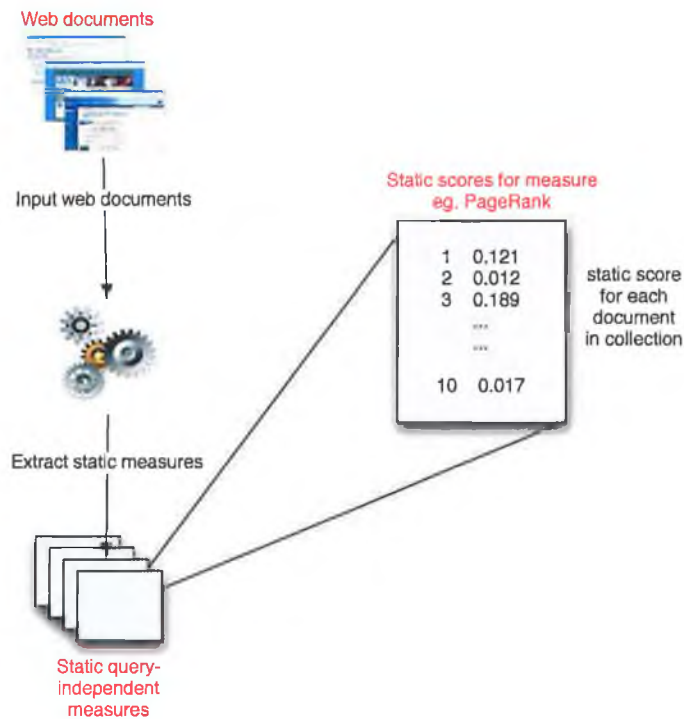 Web documents
Input web documents
Extract static measures
Static query-
independent
measures
Static scores for measure
eg. PageRank
1 0.121
2 0.012
3 0.189
...
...
10 0.017
static score
for each
document
in collection